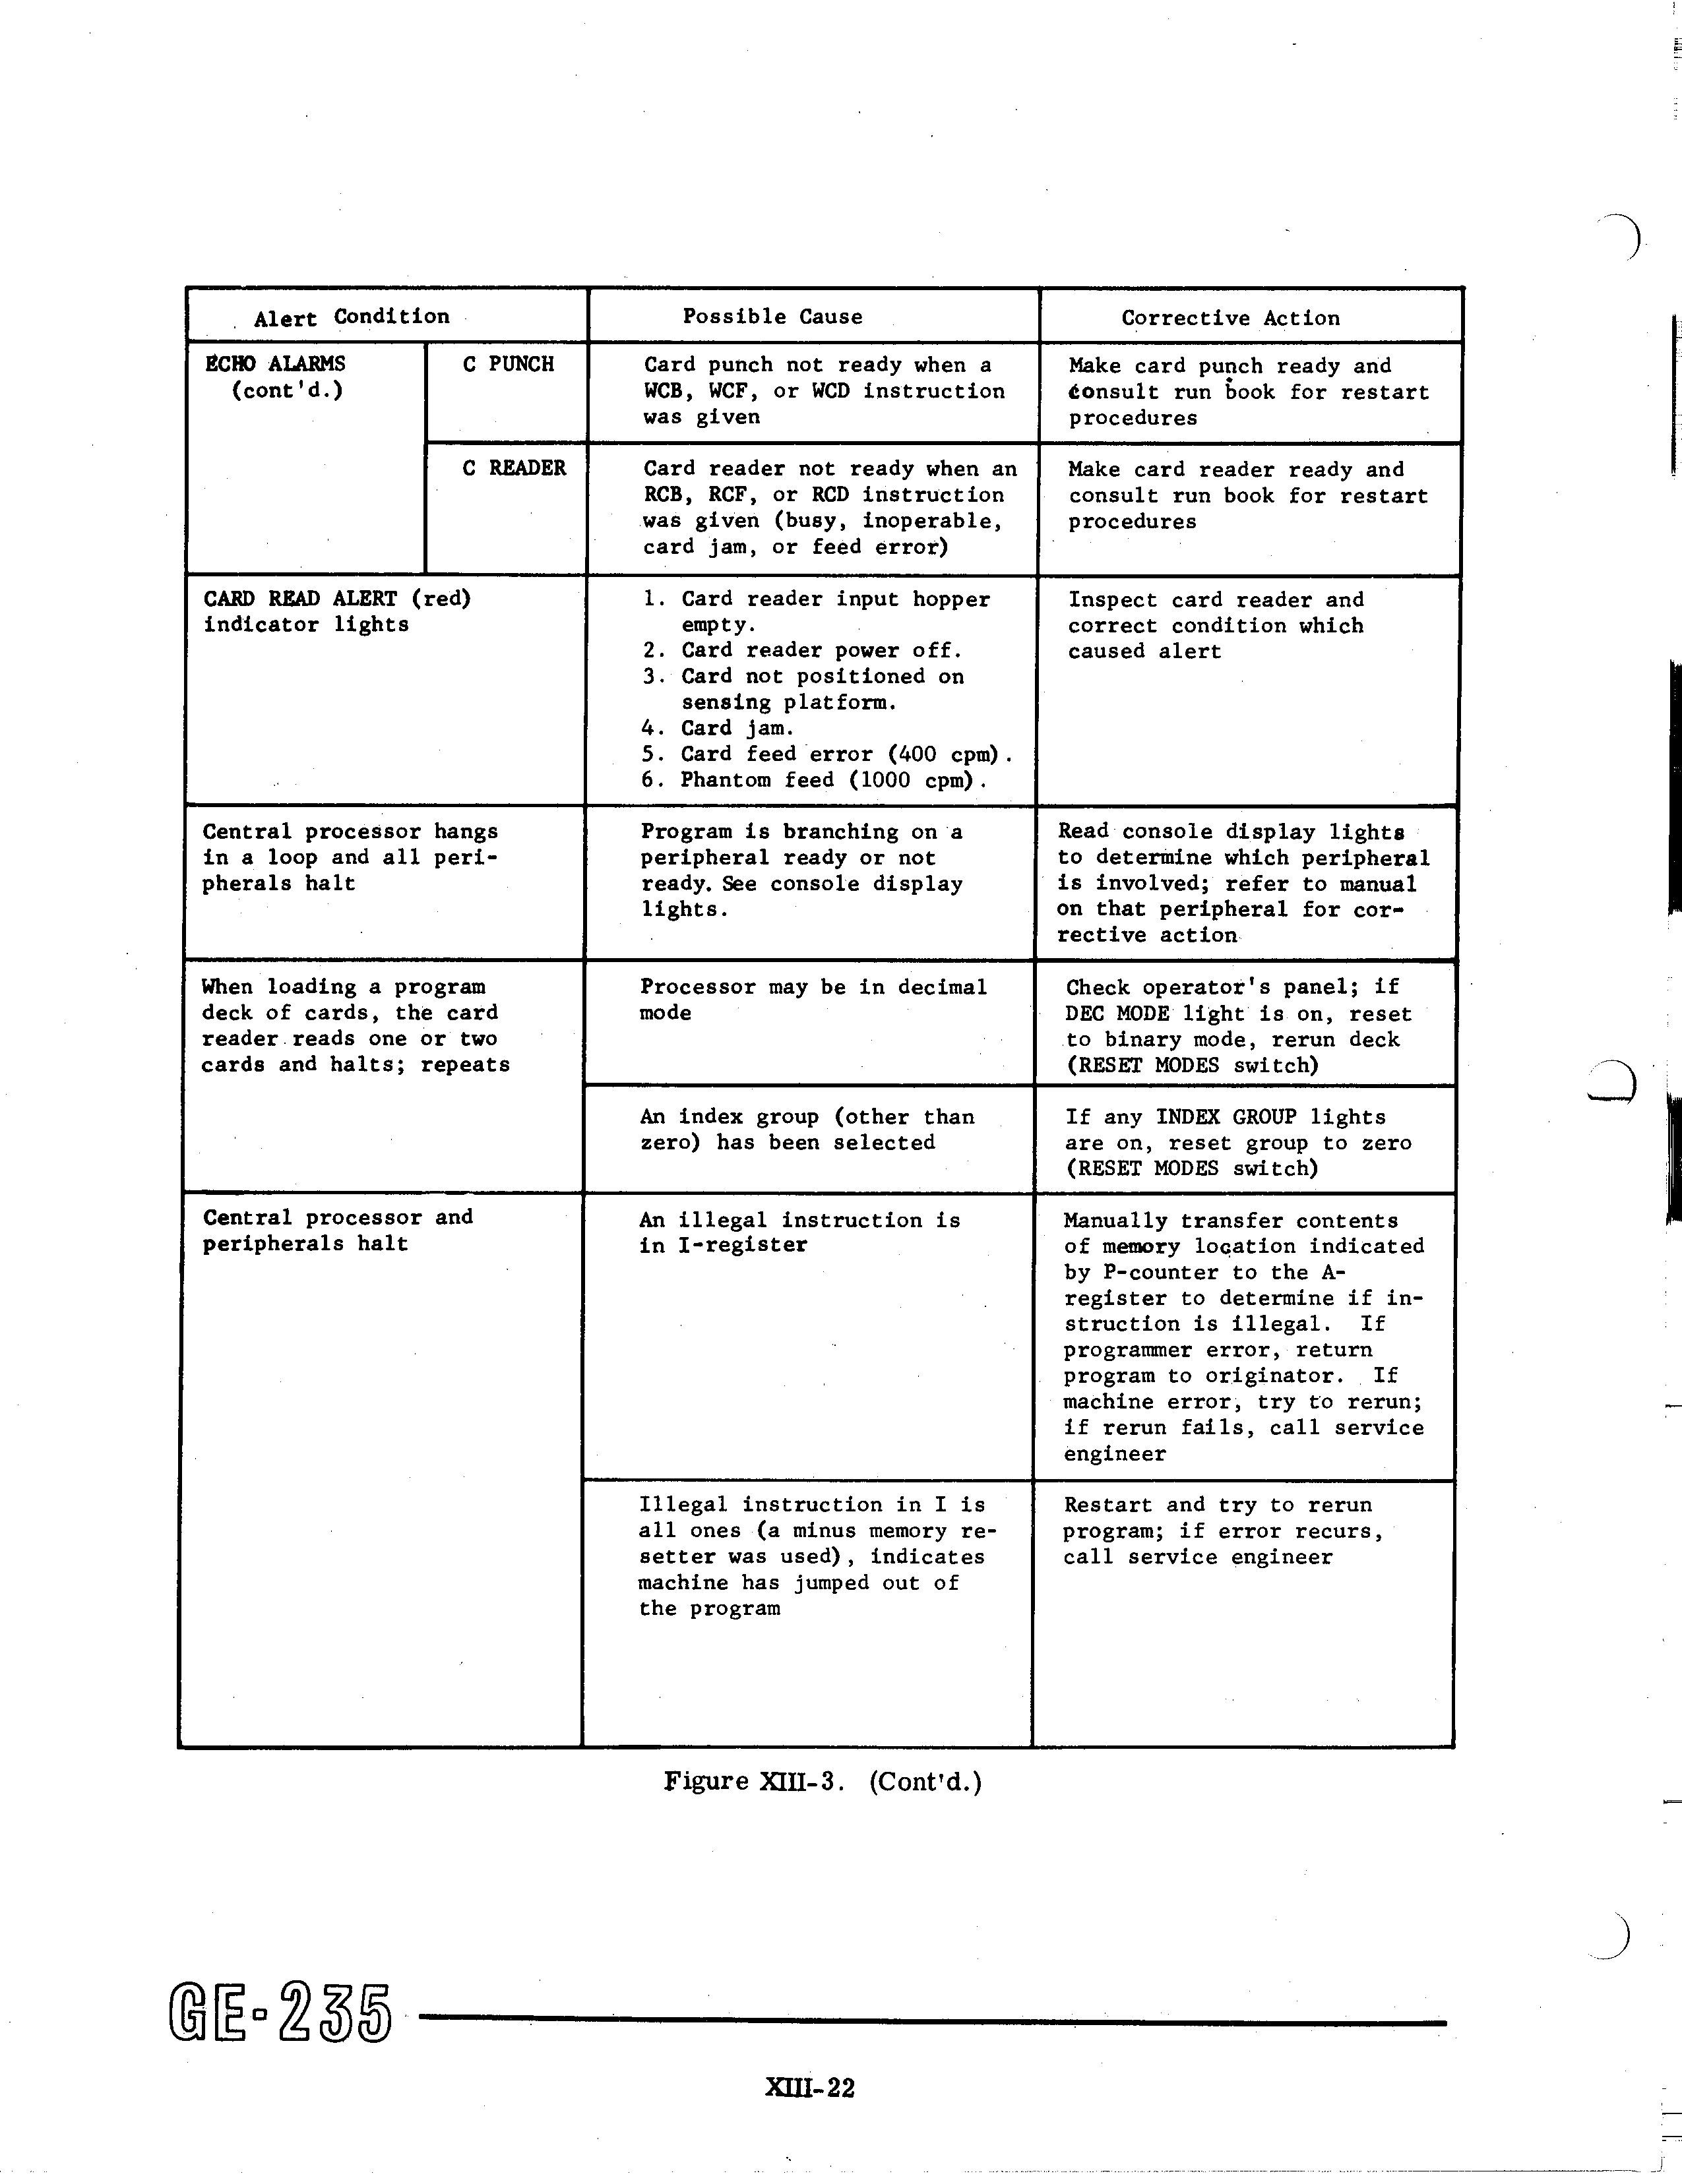 Alert Condition
Possible Cause
Corrective Action
ECHO ALARMS
(cont'd.)
C PUNCH
Card punch not ready when a
WCB, WCF, or WCD instruction
was given
Make card punch ready and
consult run book for restart
procedures
C READER
Card reader not ready when an
RCB, RCF, or RCD instruction
was given (busy, inoperable,
card jam, or feed error)
Make card reader ready and
consult run book for restart
procedures
CARD READ ALERT (red)
indicator lights
1. Card reader input hopper
empty.
2. Card reader power off.
3. Card not positioned on
sensing platform.
4. Card jam.
5. Card feed error (400 cpm).
6. Phantom feed (1000 cpm).
Inspect card reader and
correct condition which
caused alert
Central processor hangs
in a loop and all peri-
pherals halt
Program is branching on a
peripheral ready or not
ready. See console display
lights.
Read console display lights
to determine which peripheral
is involved; refer to manual
on that peripheral for cor-
rective action
When loading a program
deck of cards, the card
reader reads one or two
cards and halts; repeats
Processor may be in decimal
mode
Check operator's panel; if
DEC MODE light is on, reset
to binary mode, rerun deck
(RESET MODES switch)
An index group (other than
zero) has been selected
If any INDEX GROUP lights
are on, reset group to zero
(RESET MODES switch)
Central processor and
peripherals halt
An illegal instruction is
in I-register
Manually transfer contents
of memory location indicated
by P-counter to the A-
register to determine if in-
struction is illegal. If
programmer error, return
program to originator. If
machine error, try to rerun;
if rerun fails, call service
engineer
Illegal instruction in I is
all ones (a minus memory re-
setter was used), indicates
machine has jumped out of
the program
Restart and try to rerun
program; if error recurs,
call service engineer
Figure XIII-3. (Cont'd.)
GE-235
XIII-22